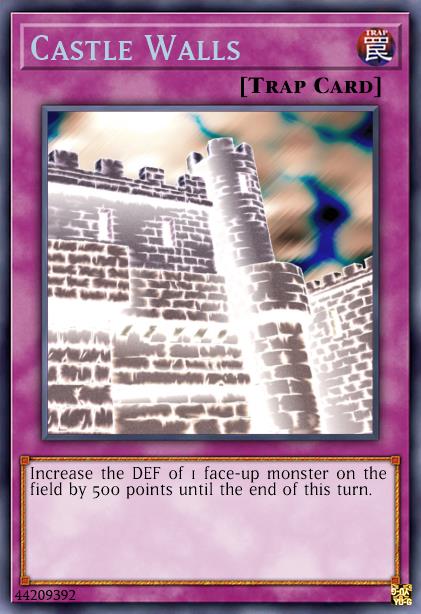 Castle Walls
TRAP
罠
[Trap Card]
Increase the DEF of 1 face-up monster on the
field by 500 points until the end of this turn.
44209392